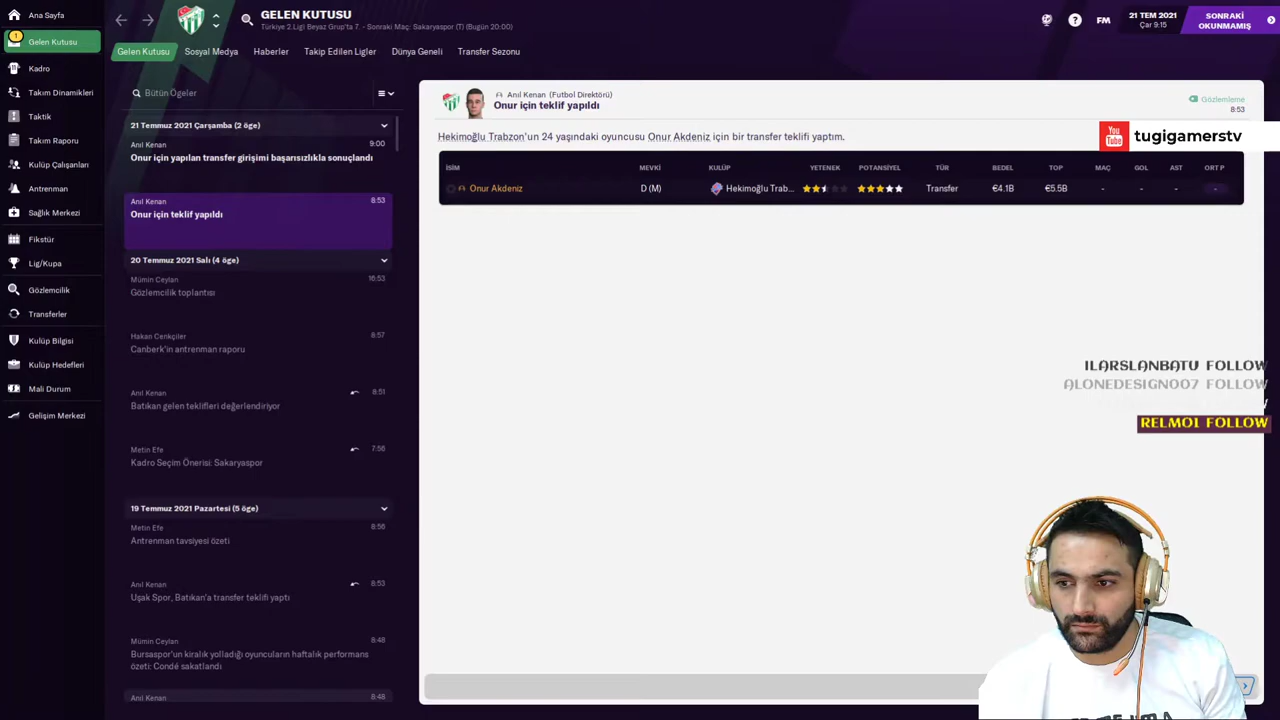 Ana Sayfa
1
Gelen Kutusu
Kadro
Takım Dinamikleri
Taktik
Takım Raporu
Kulüp Çalışanları
Antrenman
Sağlık Merkezi
Fikstür
Lig/Kupa
Gözlemcilik
Transferler
Kulüp Bilgisi
Kulüp Hedefleri
Mali Durum
Gelişim Merkezi
GELEN KUTUSU
Türkiye 2.Ligi Beyaz Grup'ta 7. - Sonraki Maç: Sakaryaspor (T) (Bugün 20:00)
FM
21 TEM 2021
Çar 9:15
SONRAKİ OKUNMAMIŞ
Gelen Kutusu Sosyal Medya Haberler Takip Edilen Ligler Dünya Geneli Transfer Sezonu
Bütün Ögeler
21 Temmuz 2021 Çarşamba (2 öge)
Anıl Kenan 9:00
Onur için yapılan transfer girişimi başarısızlıkla sonuçlandı
Anıl Kenan 8:53
Onur için teklif yapıldı
20 Temmuz 2021 Salı (4 öge)
Mümin Ceylan 16:53
Gözlemcilik toplantısı
Hakan Cenkçiler 8:57
Canberk'in antrenman raporu
Anıl Kenan 8:51
Batıkan gelen teklifleri değerlendiriyor
Metin Efe 7:56
Kadro Seçim Önerisi: Sakaryaspor
19 Temmuz 2021 Pazartesi (5 öge)
Metin Efe 8:56
Antrenman tavsiyesi özeti
Anıl Kenan 8:53
Uşak Spor, Batıkan'a transfer teklifi yaptı
Mümin Ceylan 8:48
Bursaspor'un kiralık yolladığı oyuncuların haftalık performans
özeti: Condé sakatlandı
Anıl Kenan 8:48
Anıl Kenan (Futbol Direktörü)
Onur için teklif yapıldı
Gözlemleme
8:53
Hekimoğlu Trabzon'un 24 yaşındaki oyuncusu Onur Akdeniz için bir transfer teklifi yaptım.
You Tube tugigamerstv
İSİM MEVKİ KULÜP YETENEK POTANSİYEL TÜR BEDEL TOP MAÇ GOL AST ORT P
Onur Akdeniz D (M) Hekimoğlu Trab... Transfer €4.1B €5.5B - - - -
ILARSLANBATU FOLLOW
ALONEDESIGN007 FOLLOW
RELMO1 FOLLOW